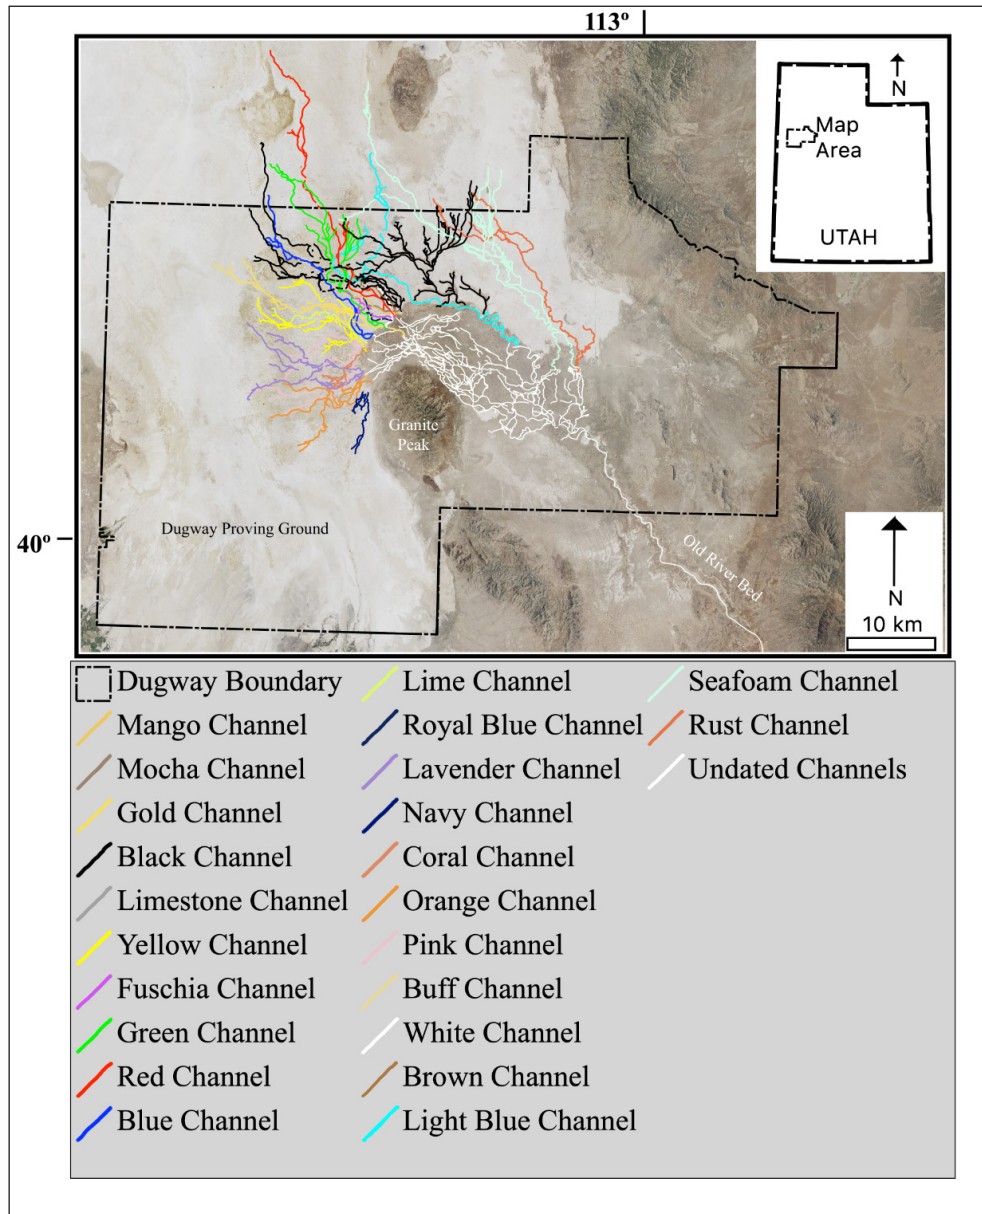 113º
N
Map
Area
UTAH
Granite
Peak
Dugway Proving Ground
40º
Old River Bed
N
10 km
Dugway Boundary
Mango Channel
Mocha Channel
Gold Channel
Black Channel
Limestone Channel
Yellow Channel
Fuschia Channel
Green Channel
Red Channel
Blue Channel
Lime Channel
Royal Blue Channel
Lavender Channel
Navy Channel
Coral Channel
Orange Channel
Pink Channel
Buff Channel
White Channel
Brown Channel
Light Blue Channel
Seafoam Channel
Rust Channel
Undated Channels